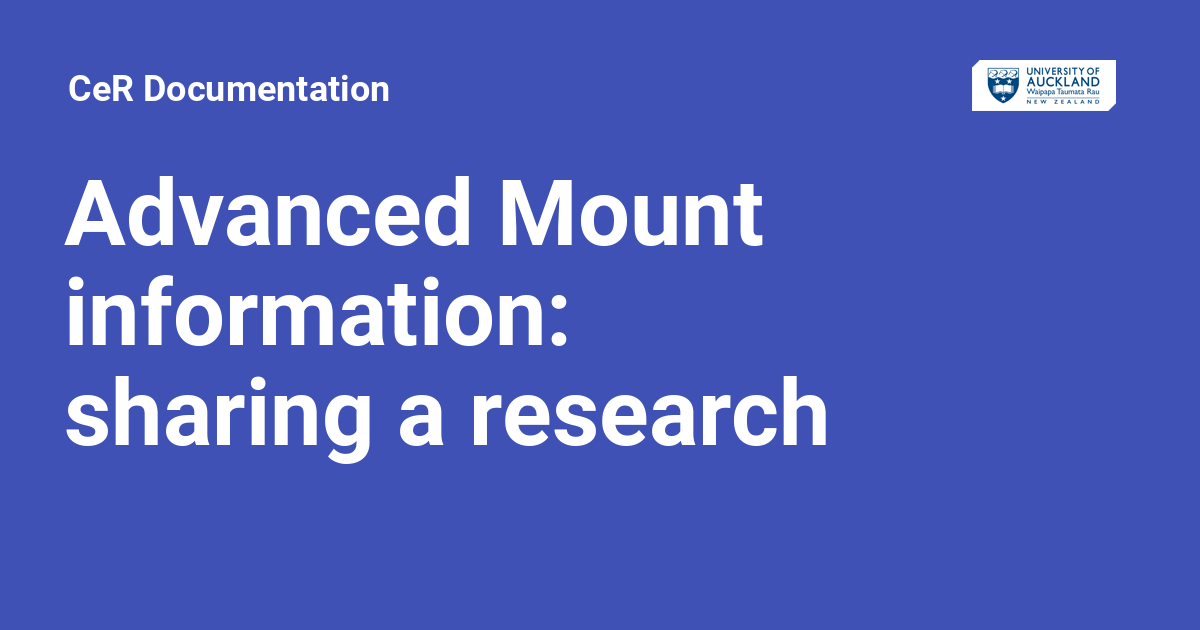 CeR Documentation
UNIVERSITY OF
AUCKLAND
Waipapa Taumata Rau
NEW ZEALAND
Advanced Mount
information:
sharing a research